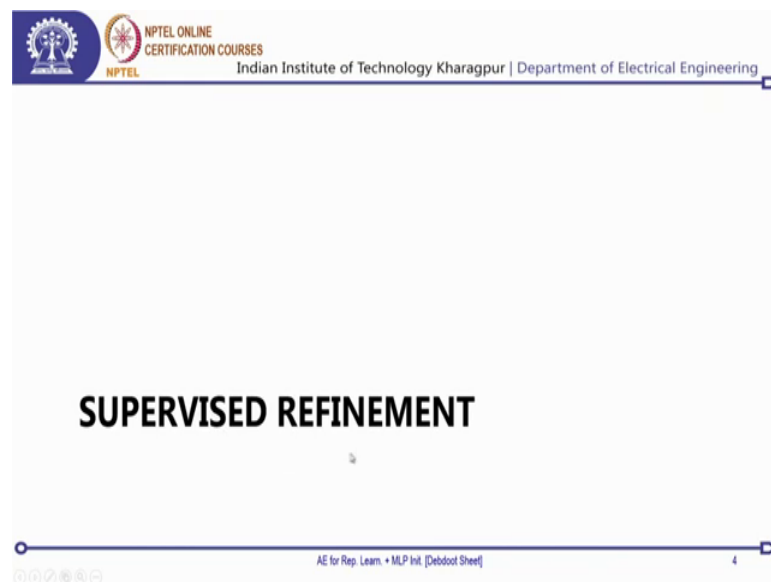 NPTEL ONLINE
CERTIFICATION COURSES
NPTEL
Indian Institute of Technology Kharagpur | Department of Electrical Engineering
SUPERVISED REFINEMENT
AE for Rep. Learn. + MLP Init. [Debdoot Sheet]
4